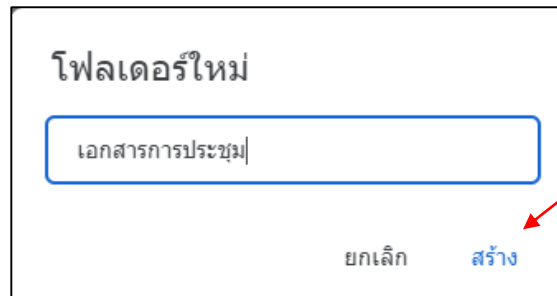 โฟลเดอร์ใหม่
เอกสารการประชุม
ยกเลิก สร้าง